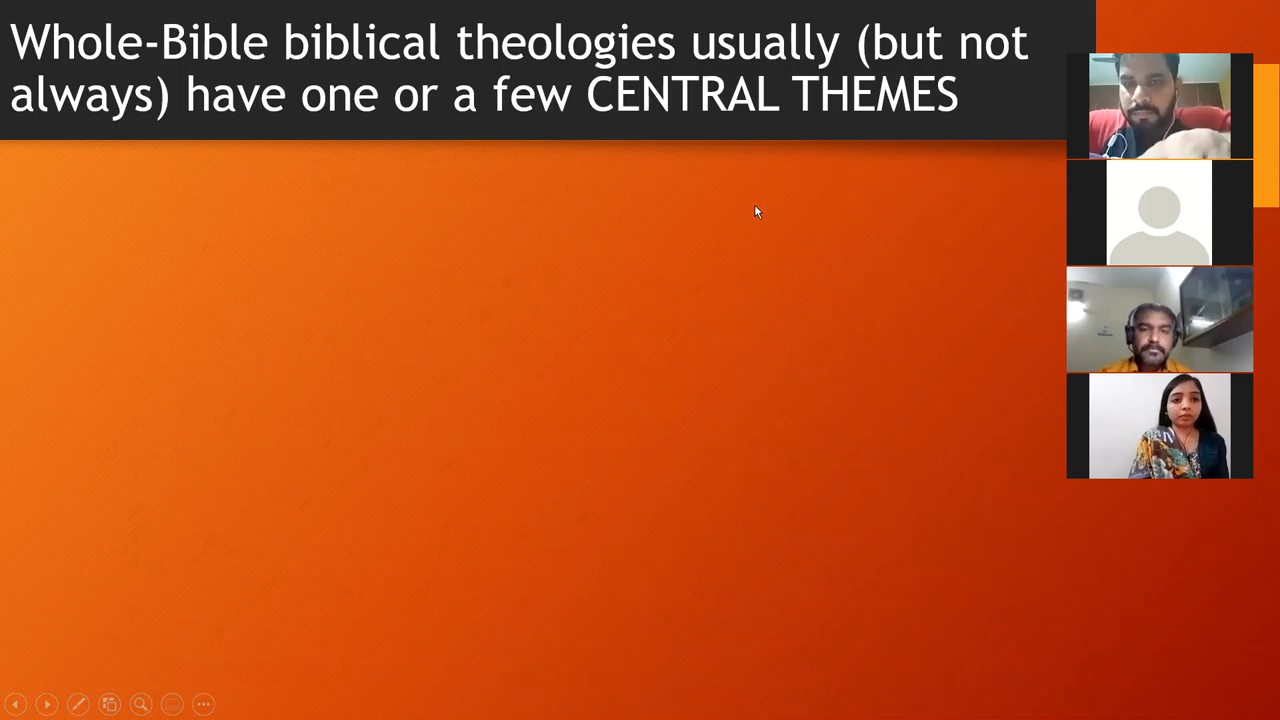 Whole-Bible biblical theologies usually (but not
always) have one or a few CENTRAL THEMES